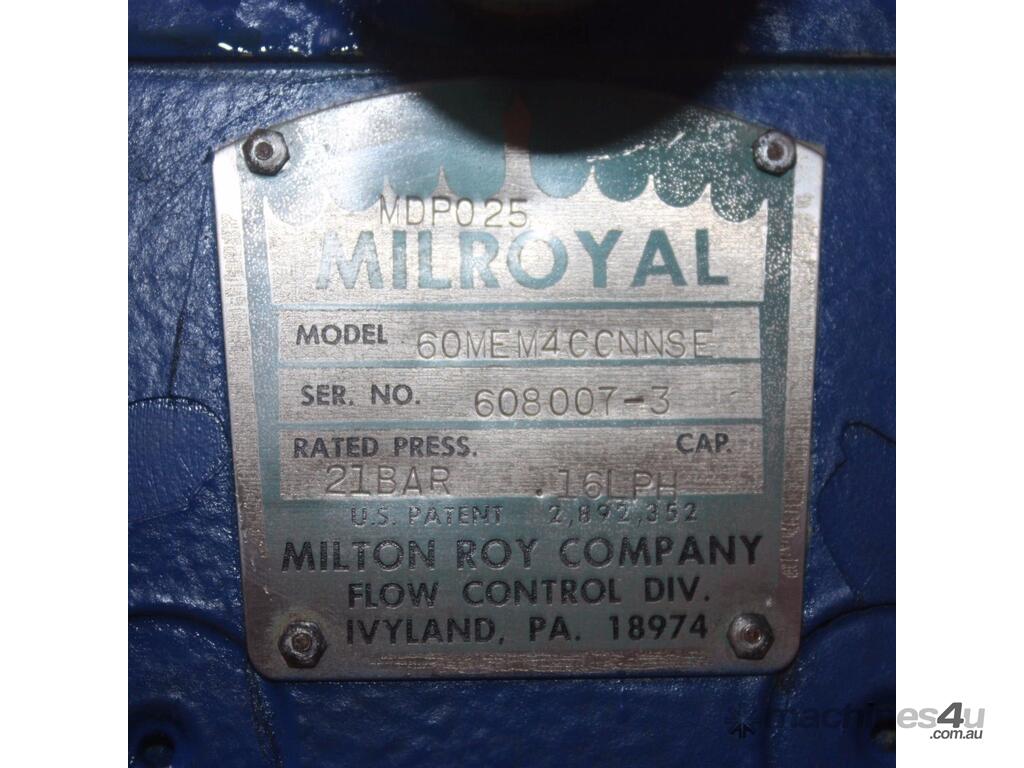 MDP025
MILROYAL
MODEL 60MEM4CCNNSE
SER. NO. 608007-3
RATED PRESS. CAP.
21BAR .16LPH
U.S. PATENT 2,892,352
MILTON ROY COMPANY
FLOW CONTROL DIV.
IVYLAND, PA. 18974
machines4u
.com.au